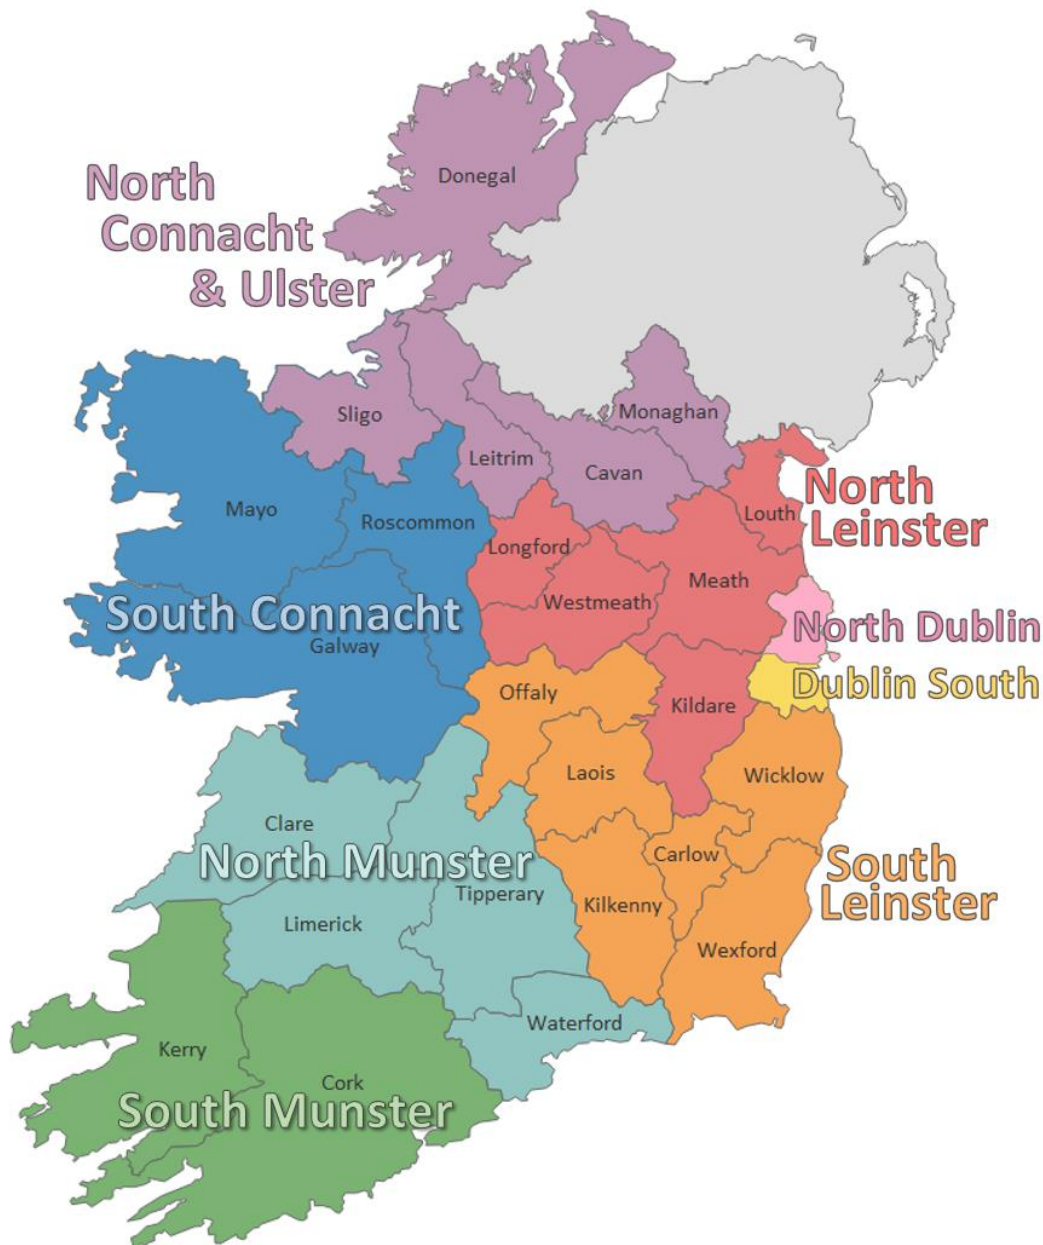 Donegal
North
Connacht
& Ulster
Sligo
Monaghan
Leitrim
Cavan
Mayo
Roscommon
Longford
Louth
North
Leinster
Westmeath
Meath
South Connacht
Galway
North Dublin
Dublin South
Offaly
Kildare
Laois
Wicklow
Clare
North Munster
Carlow
South
Leinster
Tipperary
Limerick
Kilkenny
Wexford
Waterford
Kerry
Cork
South Munster